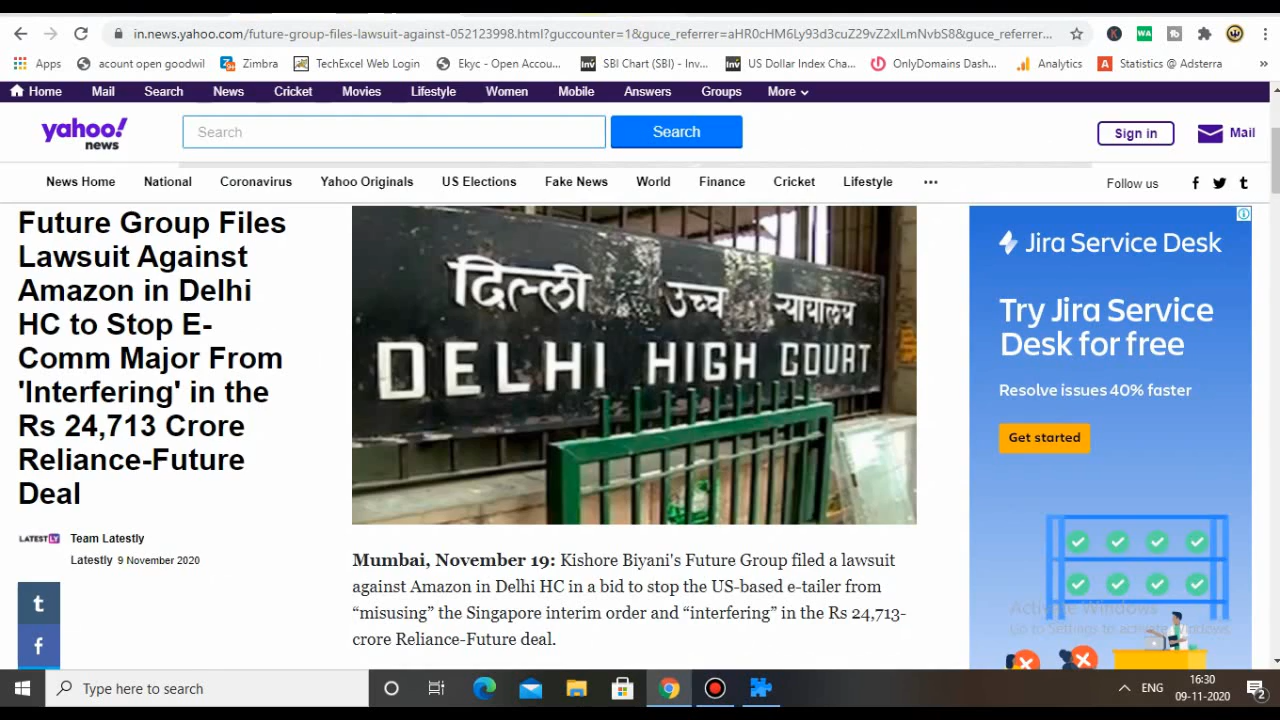 in.news.yahoo.com/future-group-files-lawsuit-against-052123998.html?guccounter=1&guce_referrer=aHR0cHM6Ly93d3cuZ29vZ2xlLmNvbS8&guce_referrer...
Apps acount open goodwil Zimbra TechExcel Web Login Ekyc - Open Accou... Inv SBI Chart (SBI) - Inv... Inv US Dollar Index Cha... OnlyDomains Dash... Analytics Statistics @ Adsterra »
Home Mail Search News Cricket Movies Lifestyle Women Mobile Answers Groups More
yahoo!
news
Search
Search
Sign in
Mail
News Home National Coronavirus Yahoo Originals US Elections Fake News World Finance Cricket Lifestyle ...
Follow us
Future Group Files
Lawsuit Against
Amazon in Delhi
HC to Stop E-
Comm Major From
'Interfering' in the
Rs 24,713 Crore
Reliance-Future
Deal
LATESTLY Team Latestly
Latestly 9 November 2020
दिल्ली उच्च न्यायालय
DELHI HIGH COURT
Mumbai, November 19: Kishore Biyani's Future Group filed a lawsuit
against Amazon in Delhi HC in a bid to stop the US-based e-tailer from
“misusing” the Singapore interim order and “interfering” in the Rs 24,713-
crore Reliance-Future deal.
Jira Service Desk
Try Jira Service
Desk for free
Resolve issues 40% faster
Get started
Activate Windows
Go to Settings to activate Windows.
Type here to search
ENG
16:30
09-11-2020
2